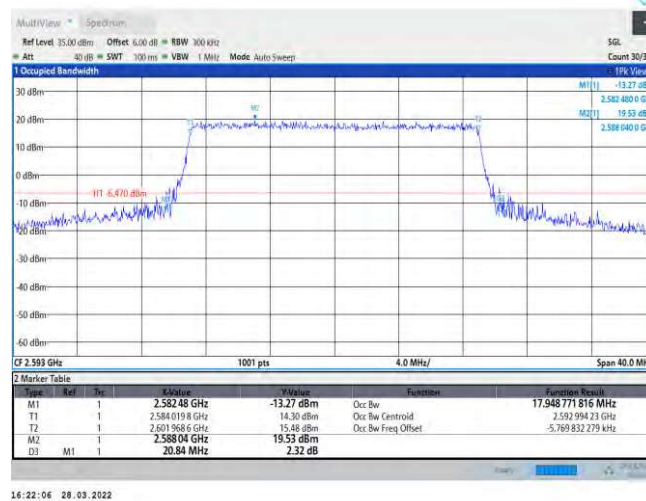 MultiView Spectrum
Ref Level 35.00 dBm Offset 6.00 dB RBW 300 kHz SGL
Att 40 dB SWT 100 ms VBW 1 MHz Mode Auto Sweep Count 30/3
1 Occupied Bandwidth 1Pk View
M1[1] -13.27 dB
2.582 480 0 G
M2[1] 19.53 dB
2.588 040 0 G
30 dBm
20 dBm
10 dBm
0 dBm
-10 dBm
-20 dBm
-30 dBm
-40 dBm
-50 dBm
-60 dBm
M2
T1
T2
H1 -6.470 dBm
CF 2.593 GHz 1001 pts 4.0 MHz/ Span 40.0 MH
2 Marker Table
Type Ref Trc X-Value Y-Value Function Function Result
M1 1 2.582 48 GHz -13.27 dBm Occ Bw 17.948 771 816 MHz
T1 1 2.584 019 8 GHz 14.30 dBm Occ Bw Centroid 2.592 994 23 GHz
T2 1 2.601 968 6 GHz 15.48 dBm Occ Bw Freq Offset -5.769 832 279 kHz
M2 1 2.588 04 GHz 19.53 dBm
D3 M1 1 20.84 MHz 2.32 dB
16:22:06 28.03.2022